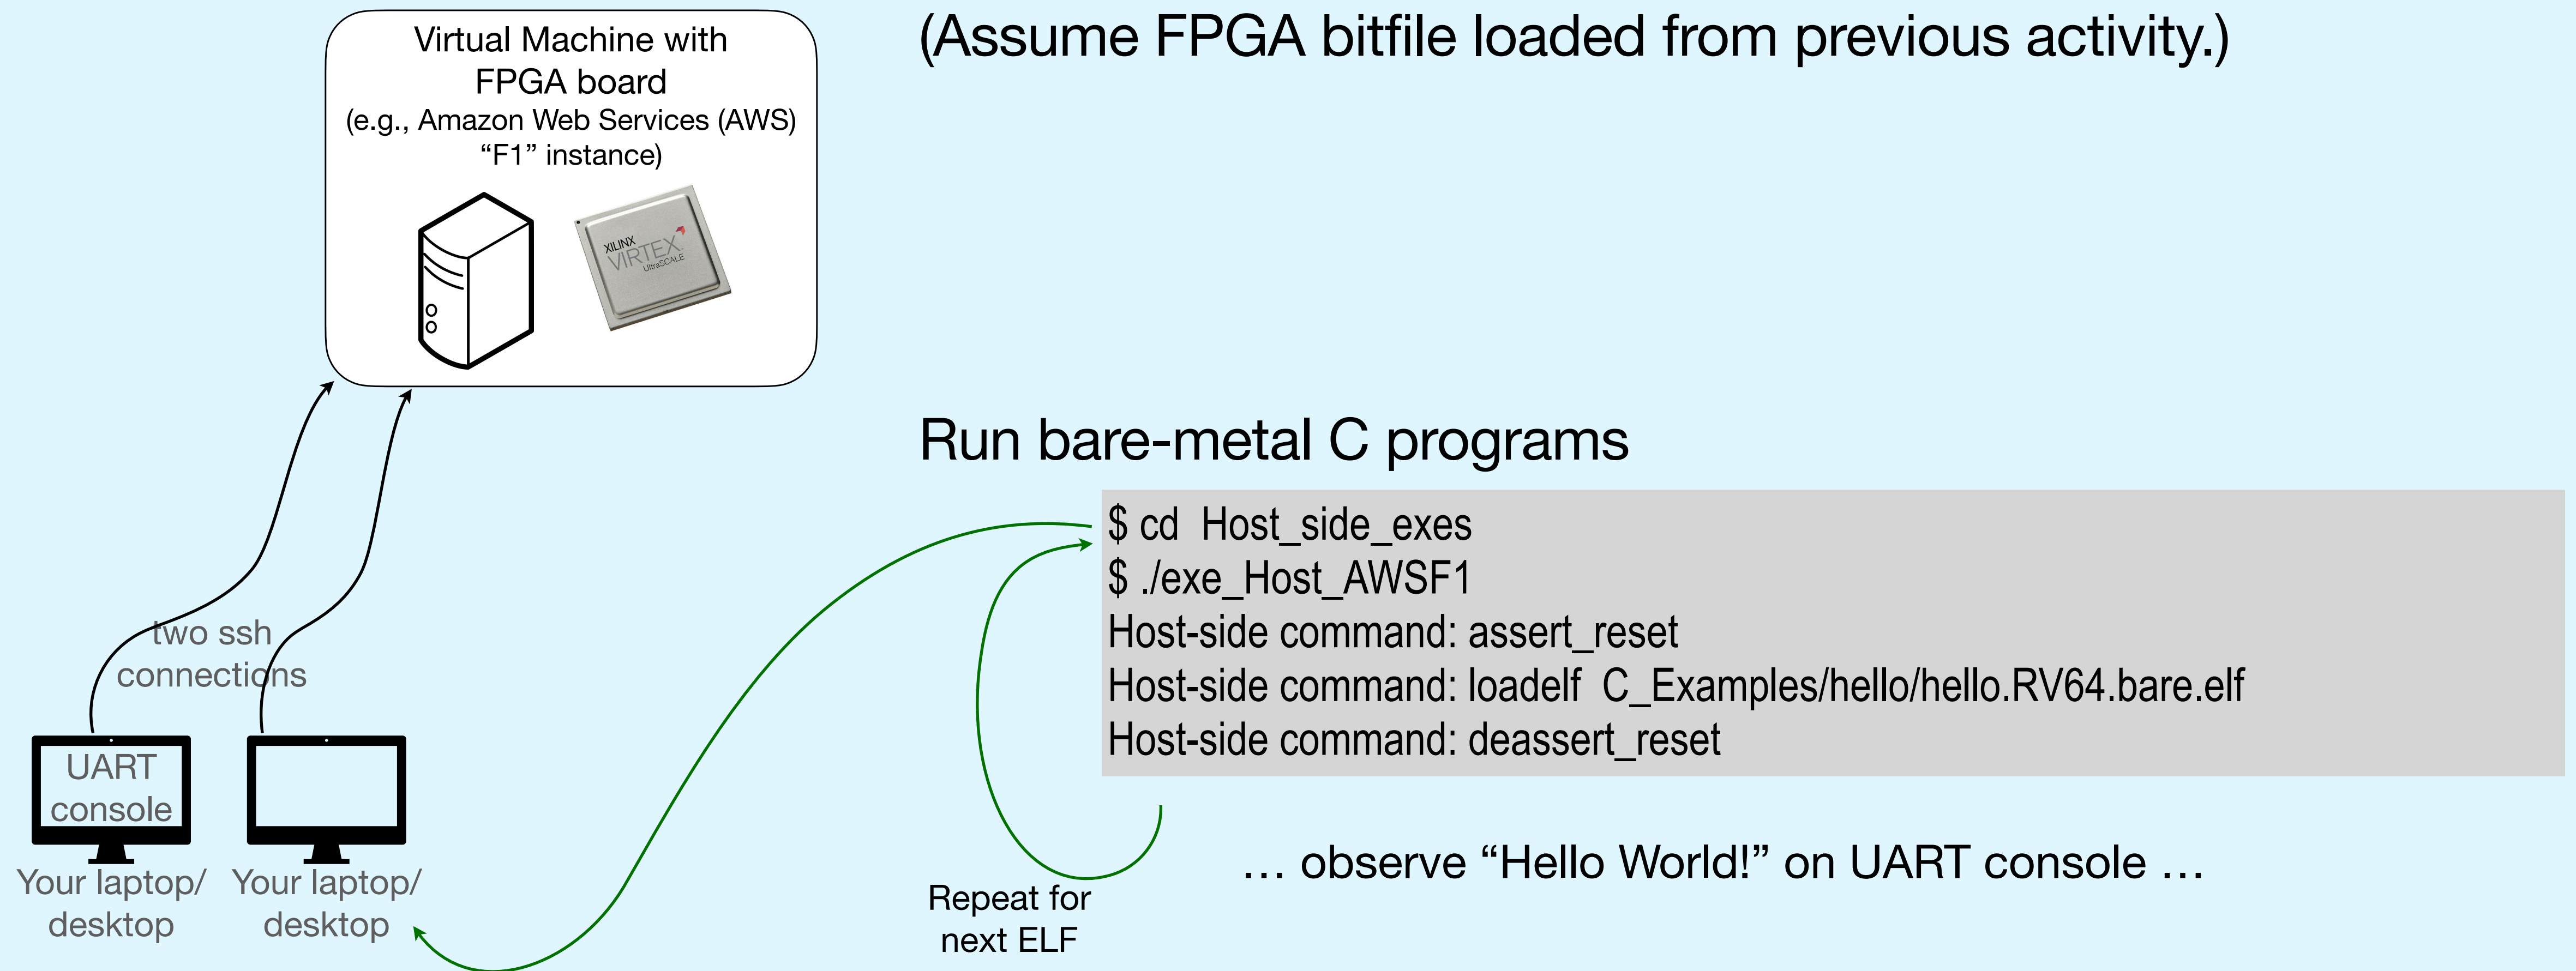 Virtual Machine with
FPGA board
(e.g., Amazon Web Services (AWS)
“F1” instance)
XILINX
VIRTEX
UltraSCALE
(Assume FPGA bitfile loaded from previous activity.)
Run bare-metal C programs
$ cd  Host_side_exes
$ ./exe_Host_AWSF1
Host-side command: assert_reset
Host-side command: loadelf  C_Examples/hello/hello.RV64.bare.elf
Host-side command: deassert_reset
… observe “Hello World!” on UART console …
Repeat for
next ELF
two ssh
connections
UART
console
Your laptop/
desktop
Your laptop/
desktop